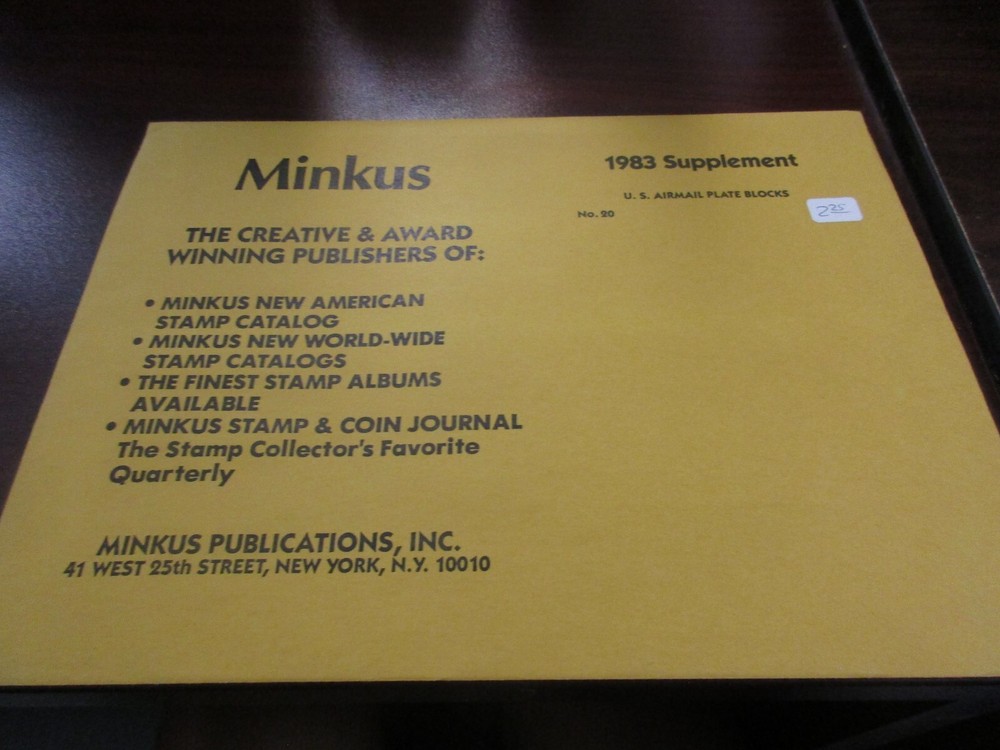 Minkus
THE CREATIVE & AWARD
WINNING PUBLISHERS OF:
• MINKUS NEW AMERICAN
STAMP CATALOG
• MINKUS NEW WORLD-WIDE
STAMP CATALOGS
• THE FINEST STAMP ALBUMS
AVAILABLE
• MINKUS STAMP & COIN JOURNAL
The Stamp Collector's Favorite
Quarterly
MINKUS PUBLICATIONS, INC.
41 WEST 25th STREET, NEW YORK, N.Y. 10010
1983 Supplement
U. S. AIRMAIL PLATE BLOCKS
No. 20
2 25